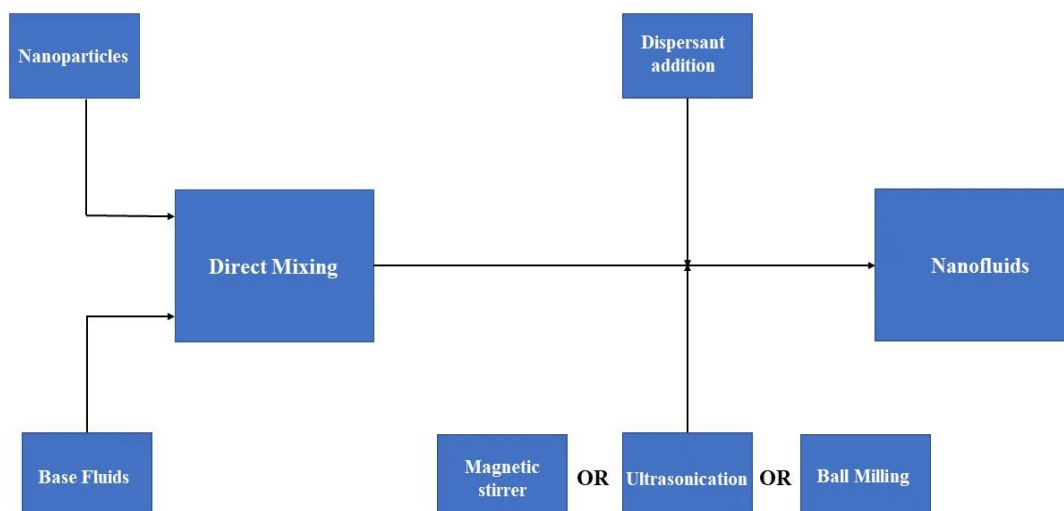 Nanoparticles
Dispersant
addition
Direct Mixing
Nanofluids
Base Fluids
Magnetic
stirrer
OR
Ultrasonication
OR
Ball Milling